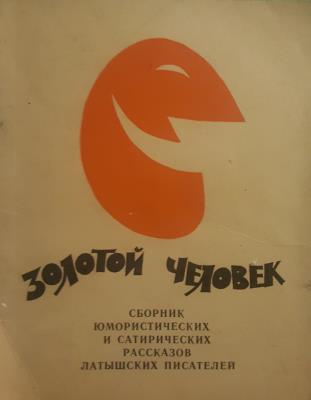 ЗОЛОТОЙ ЧЕЛОВЕК
СБОРНИК
ЮМОРИСТИЧЕСКИХ
И САТИРИЧЕСКИХ
РАССКАЗОВ
ЛАТЫШСКИХ ПИСАТЕЛЕЙ